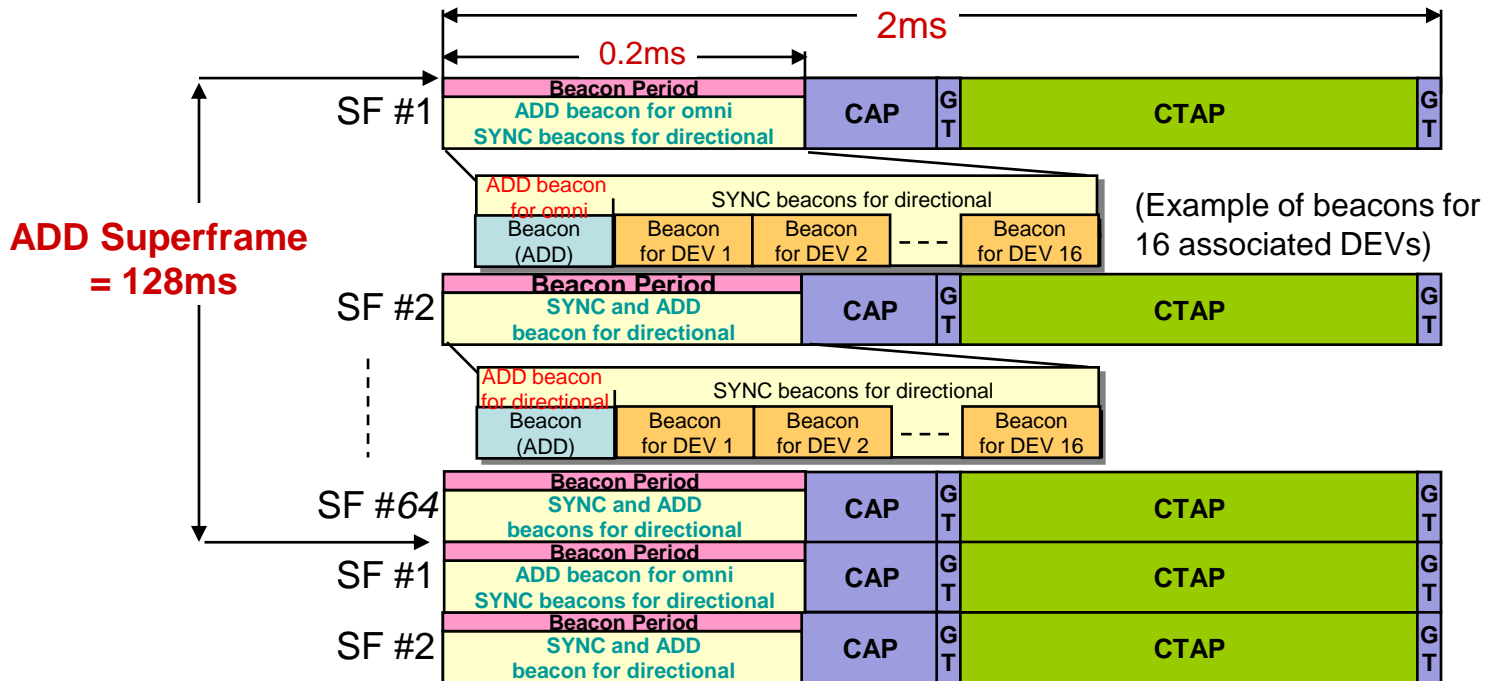 2ms
0.2ms
SF #1
Beacon Period
ADD beacon for omni
SYNC beacons for directional
CAP
G
T
CTAP
G
T
ADD beacon
for omni
SYNC beacons for directional
Beacon
(ADD)
Beacon
for DEV 1
Beacon
for DEV 2
Beacon
for DEV 16
(Example of beacons for
16 associated DEVs)
ADD Superframe
= 128ms
SF #2
Beacon Period
SYNC and ADD
beacon for directional
CAP
G
T
CTAP
G
T
ADD beacon
for directional
SYNC beacons for directional
Beacon
(ADD)
Beacon
for DEV 1
Beacon
for DEV 2
Beacon
for DEV 16
SF #64
Beacon Period
SYNC and ADD
beacons for directional
CAP
G
T
CTAP
G
T
SF #1
Beacon Period
ADD beacon for omni
SYNC beacons for directional
CAP
G
T
CTAP
G
T
SF #2
Beacon Period
SYNC and ADD
beacon for directional
CAP
G
T
CTAP
G
T